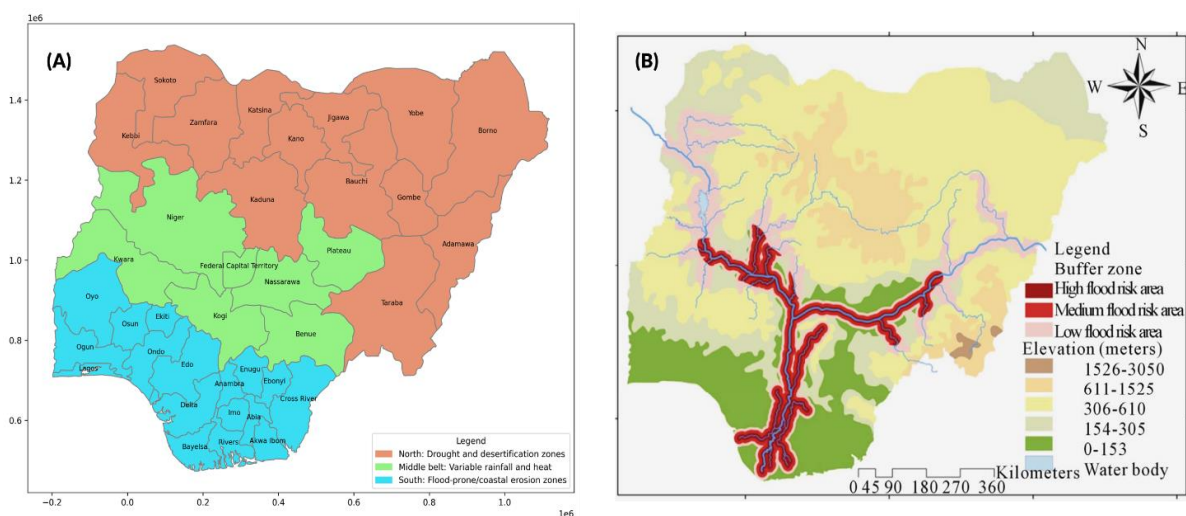 1e6
(A)
Sokoto
Katsina
Jigawa
Yobe
Borno
Zamfara
Kebbi
Kano
Bauchi
Gombe
Kaduna
Niger
Adamawa
Plateau
Kwara
Federal Capital Territory
Nassarawa
Taraba
Oyo
Kogi
Benue
Osun
Ekiti
Ogun
Ondo
Edo
Lagos
Enugu
Anambra
Ebonyi
Cross River
Delta
Imo
Abia
Bayelsa
Rivers
Akwa Ibom
1.4
1.2
1.0
0.8
0.6
−0.2
0.0
0.2
0.4
0.6
0.8
1.0
1e6
Legend
North: Drought and desertification zones
Middle belt: Variable rainfall and heat
South: Flood-prone/coastal erosion zones
(B)
N
W
E
S
Legend
Buffer zone
High flood risk area
Medium flood risk area
Low flood risk area
Elevation (meters)
1526-3050
611-1525
306-610
154-305
0-153
Water body
Kilometers
0 45 90 180 270 360